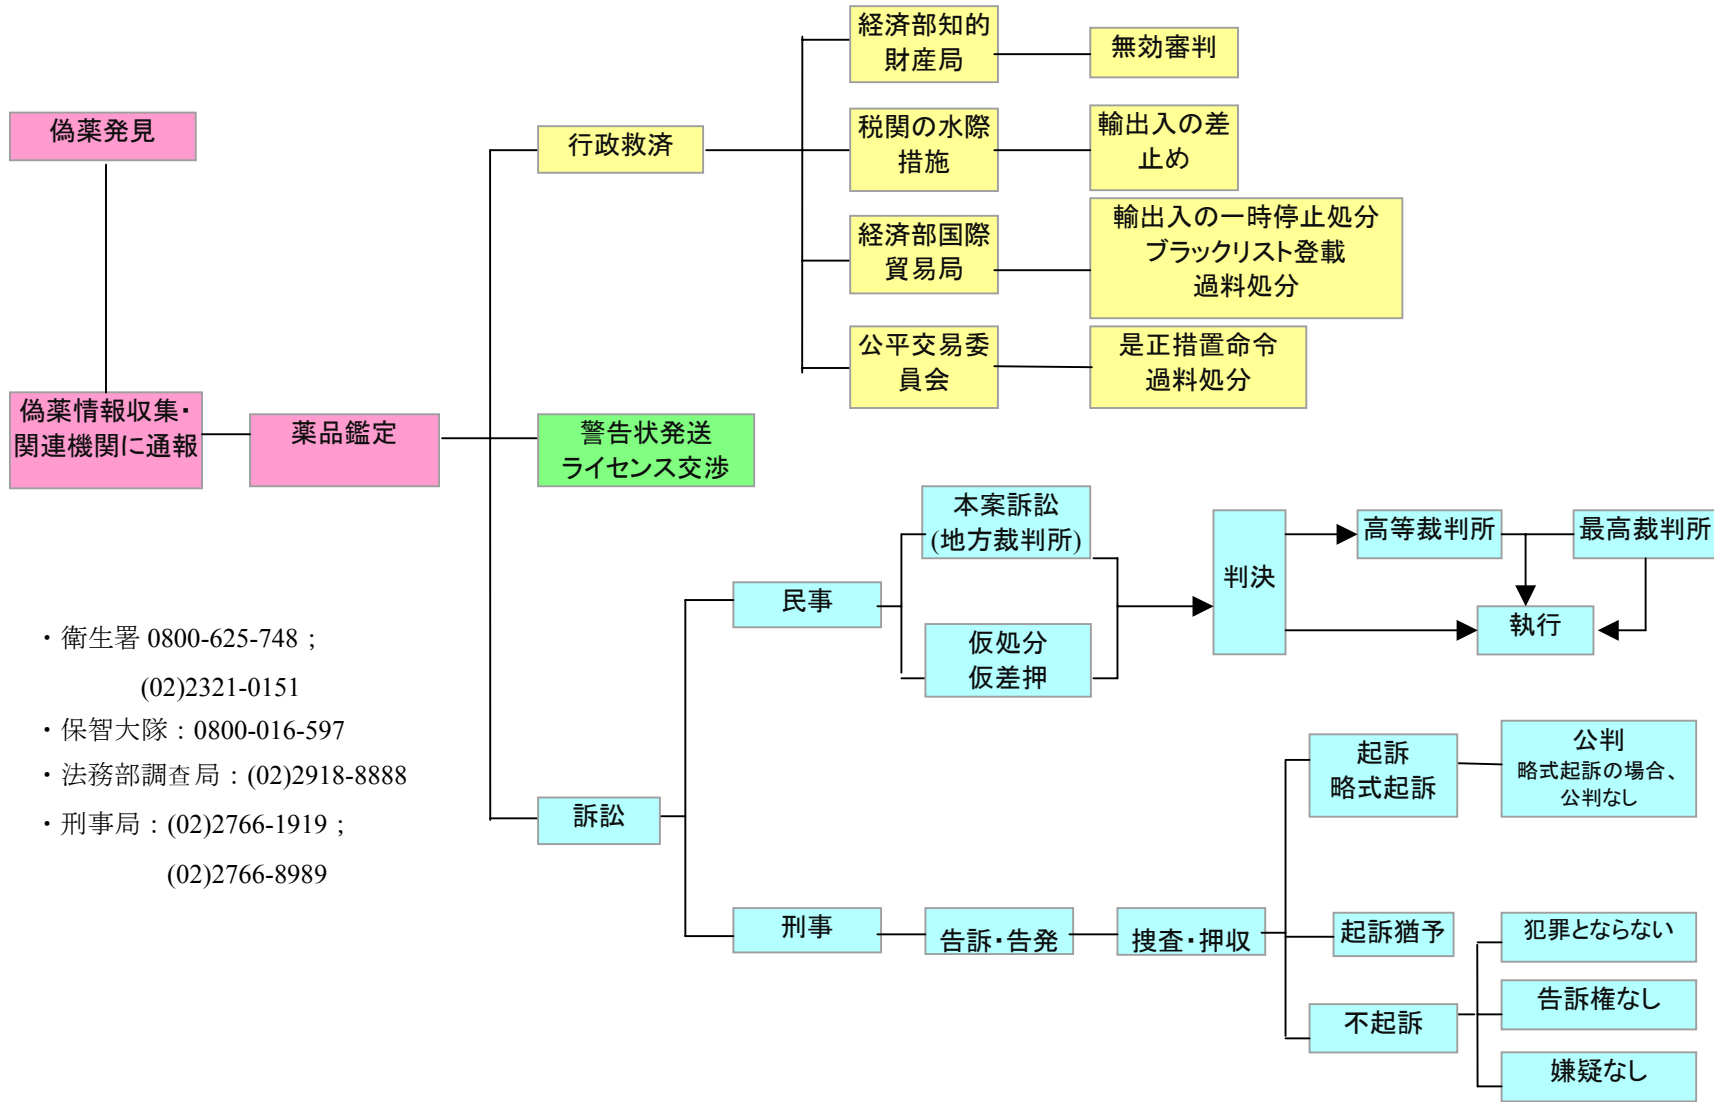 偽薬発見
偽薬情報収集・
関連機関に通報
薬品鑑定
行政救済
経済部知的
財産局
無効審判
税関の水際
措施
輸出入の差
止め
経済部国際
貿易局
輸出入の一時停止処分
ブラックリスト登載
過料処分
公平交易委
員会
是正措置命令
過料処分
警告状発送
ライセンス交渉
訴訟
民事
本案訴訟
(地方裁判所)
仮処分
仮差押
判決
高等裁判所
最高裁判所
執行
刑事
告訴・告発
捜査・押収
起訴
略式起訴
公判
略式起訴の場合、
公判なし
起訴猶予
不起訴
犯罪とならない
告訴権なし
嫌疑なし
・衛生署 0800-625-748；
(02)2321-0151
・保智大隊：0800-016-597
・法務部調査局：(02)2918-8888
・刑事局：(02)2766-1919；
(02)2766-8989